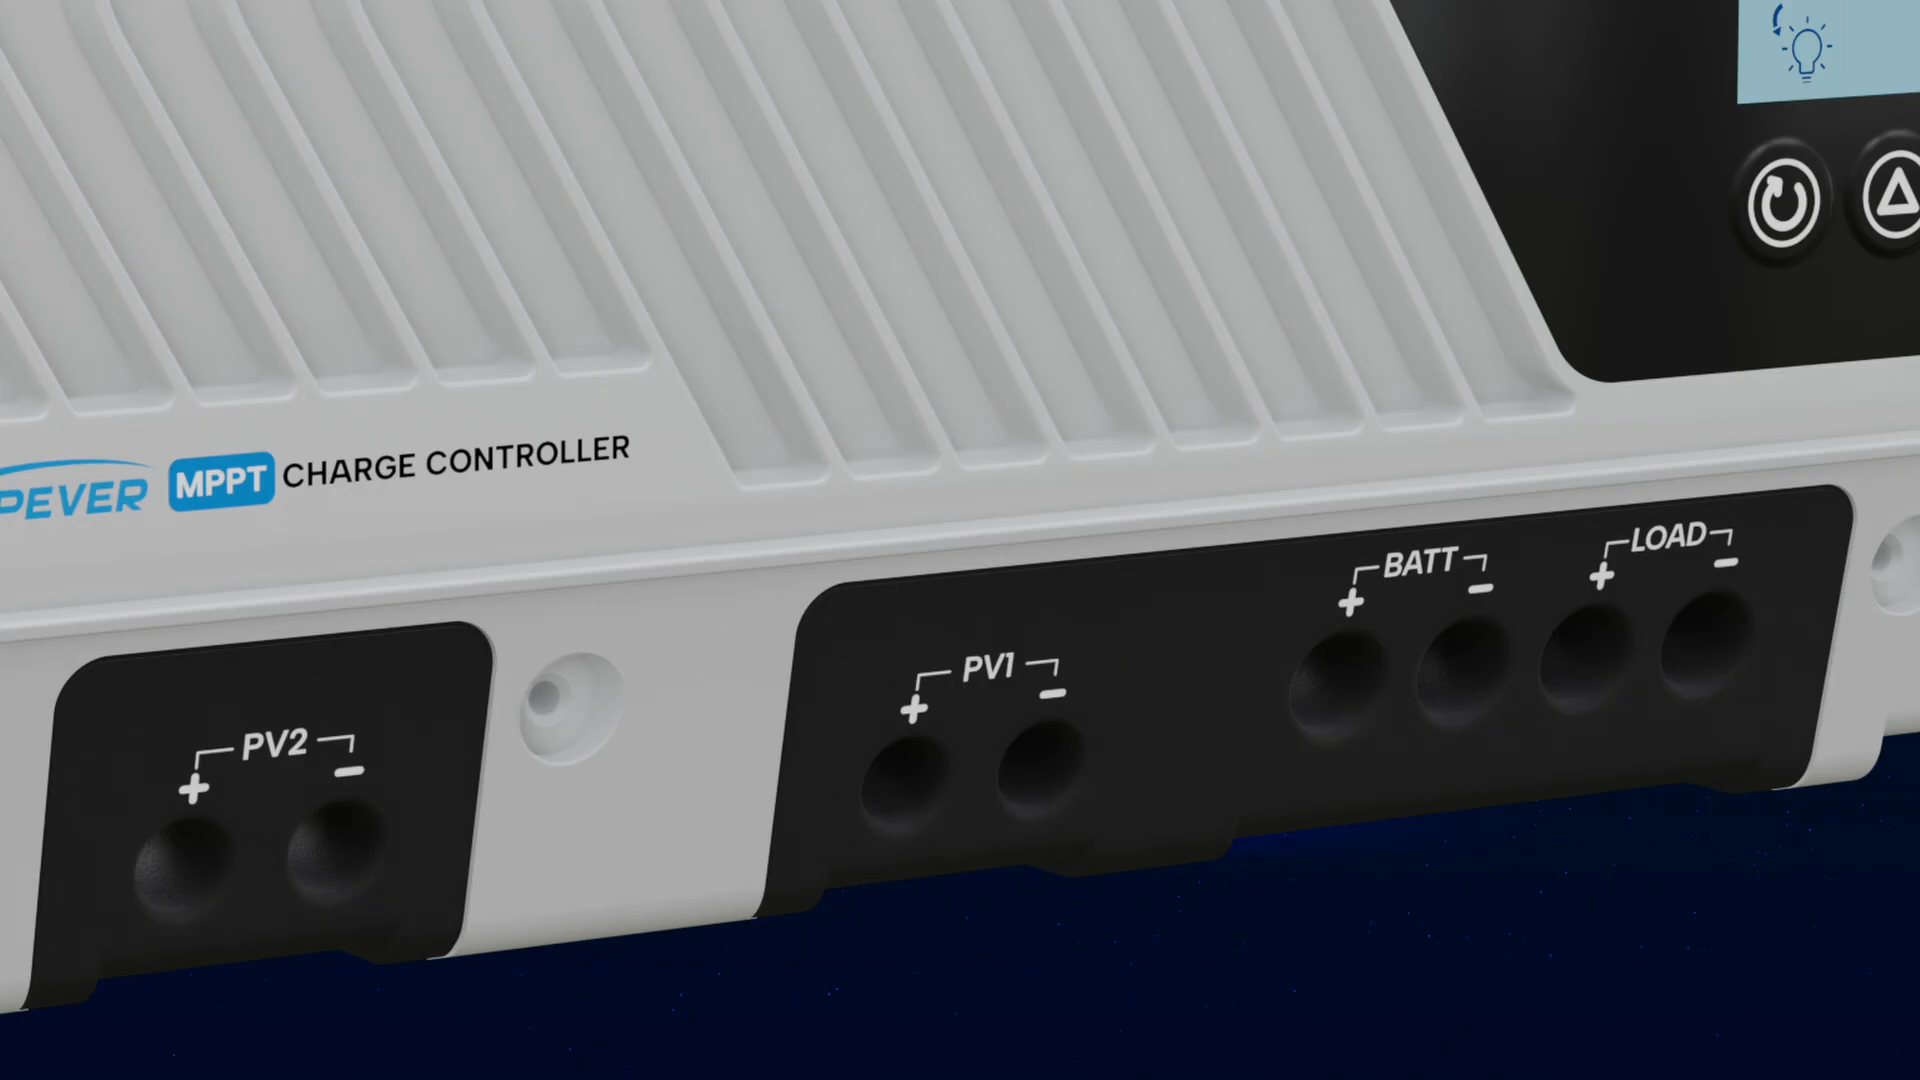 PEVER MPPT CHARGE CONTROLLER
PV2
+ −
PV1
+ −
BATT
+ −
LOAD
+ −